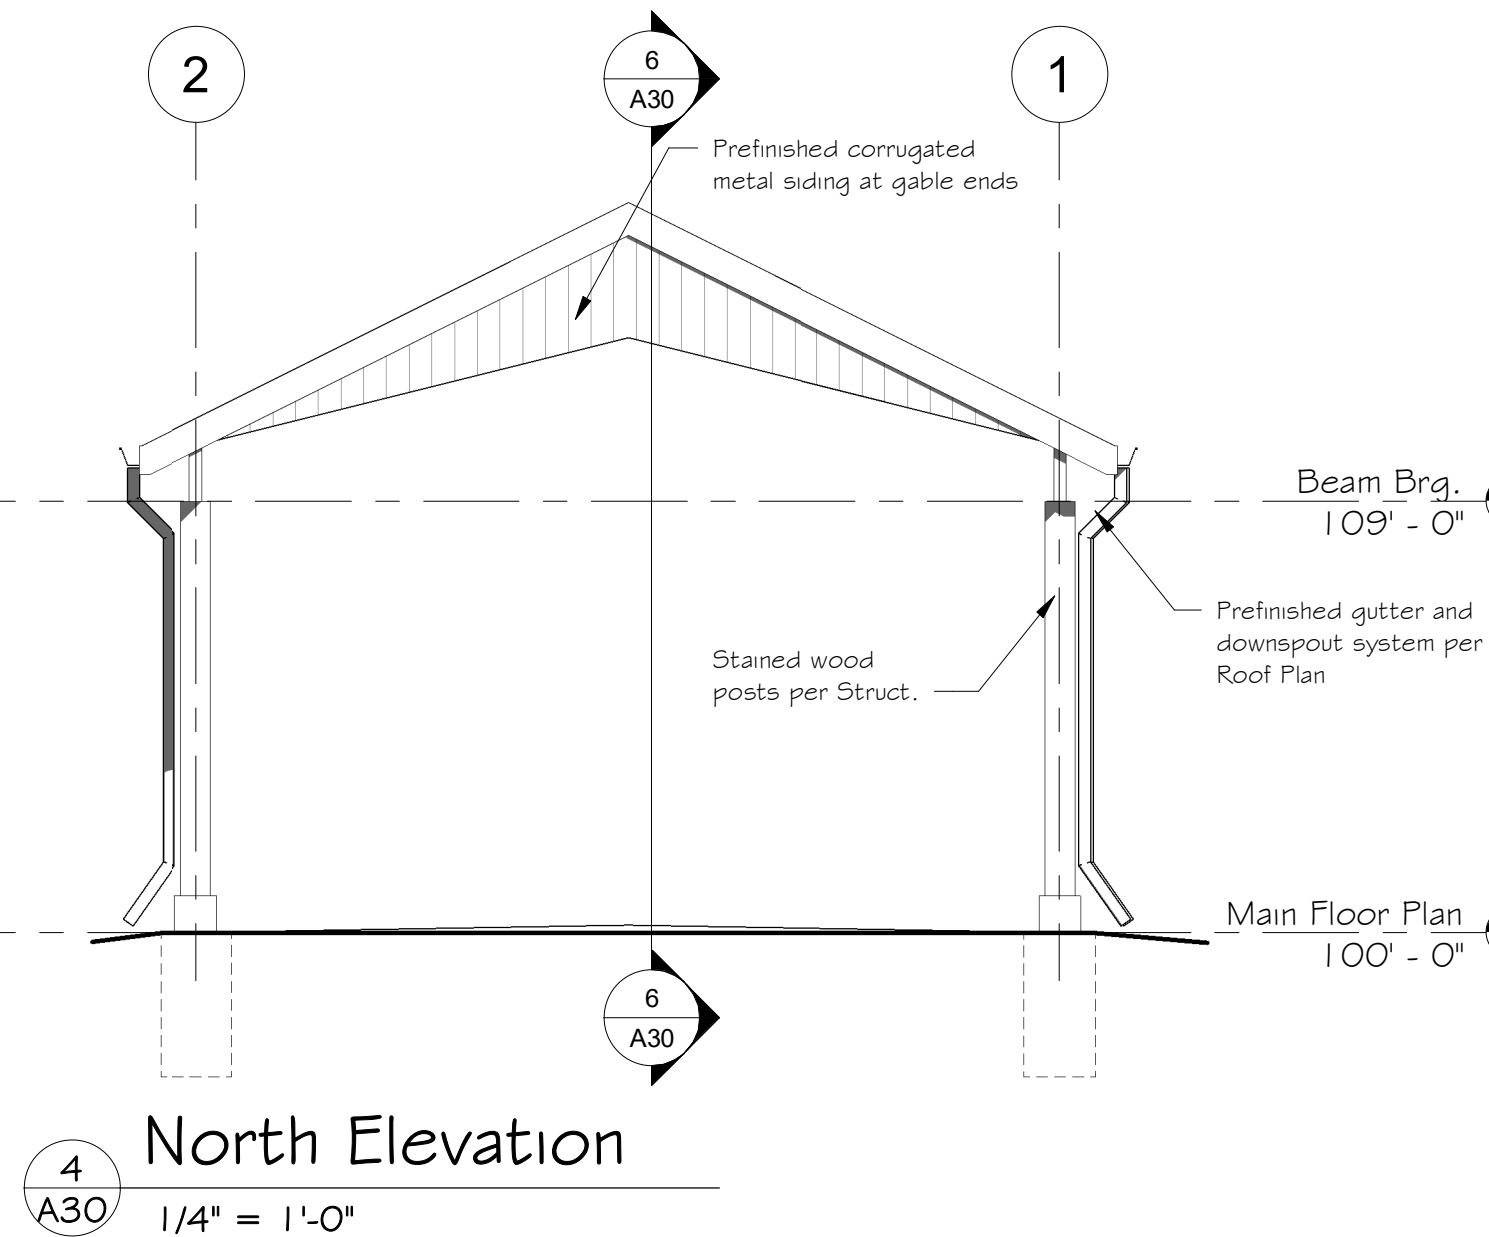 2
6
A30
1
Prefinished corrugated
metal siding at gable ends
Beam Brg.
109' - 0"
Prefinished gutter and
downspout system per
Roof Plan
Stained wood
posts per Struct.
Main Floor Plan
100' - 0"
6
A30
North Elevation
4
A30
1/4" = 1'-0"